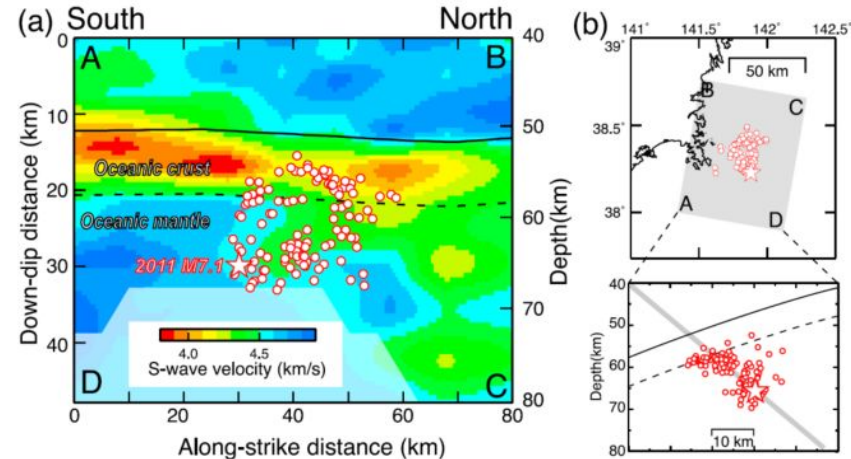 (a)
South
North
0
10
20
30
40
Down-dip distance (km)
A
B
C
D
Oceanic crust
Oceanic mantle
2011 M7.1
3.8
4.5
S-wave velocity (km/s)
40
50
60
70
80
Depth(km)
0
20
40
60
80
Along-strike distance (km)
(b)
141˚
141.5˚
142˚
142.5˚
39˚
38.5˚
38˚
50 km
B
C
A
D
40
50
60
70
80
Depth(km)
10 km